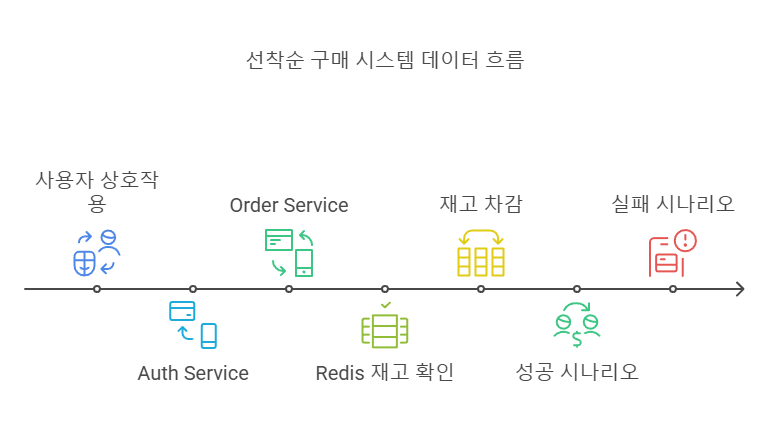 선착순 구매 시스템 데이터 흐름
사용자 상호작
용
Auth Service
Order Service
Redis 재고 확인
재고 차감
성공 시나리오
실패 시나리오